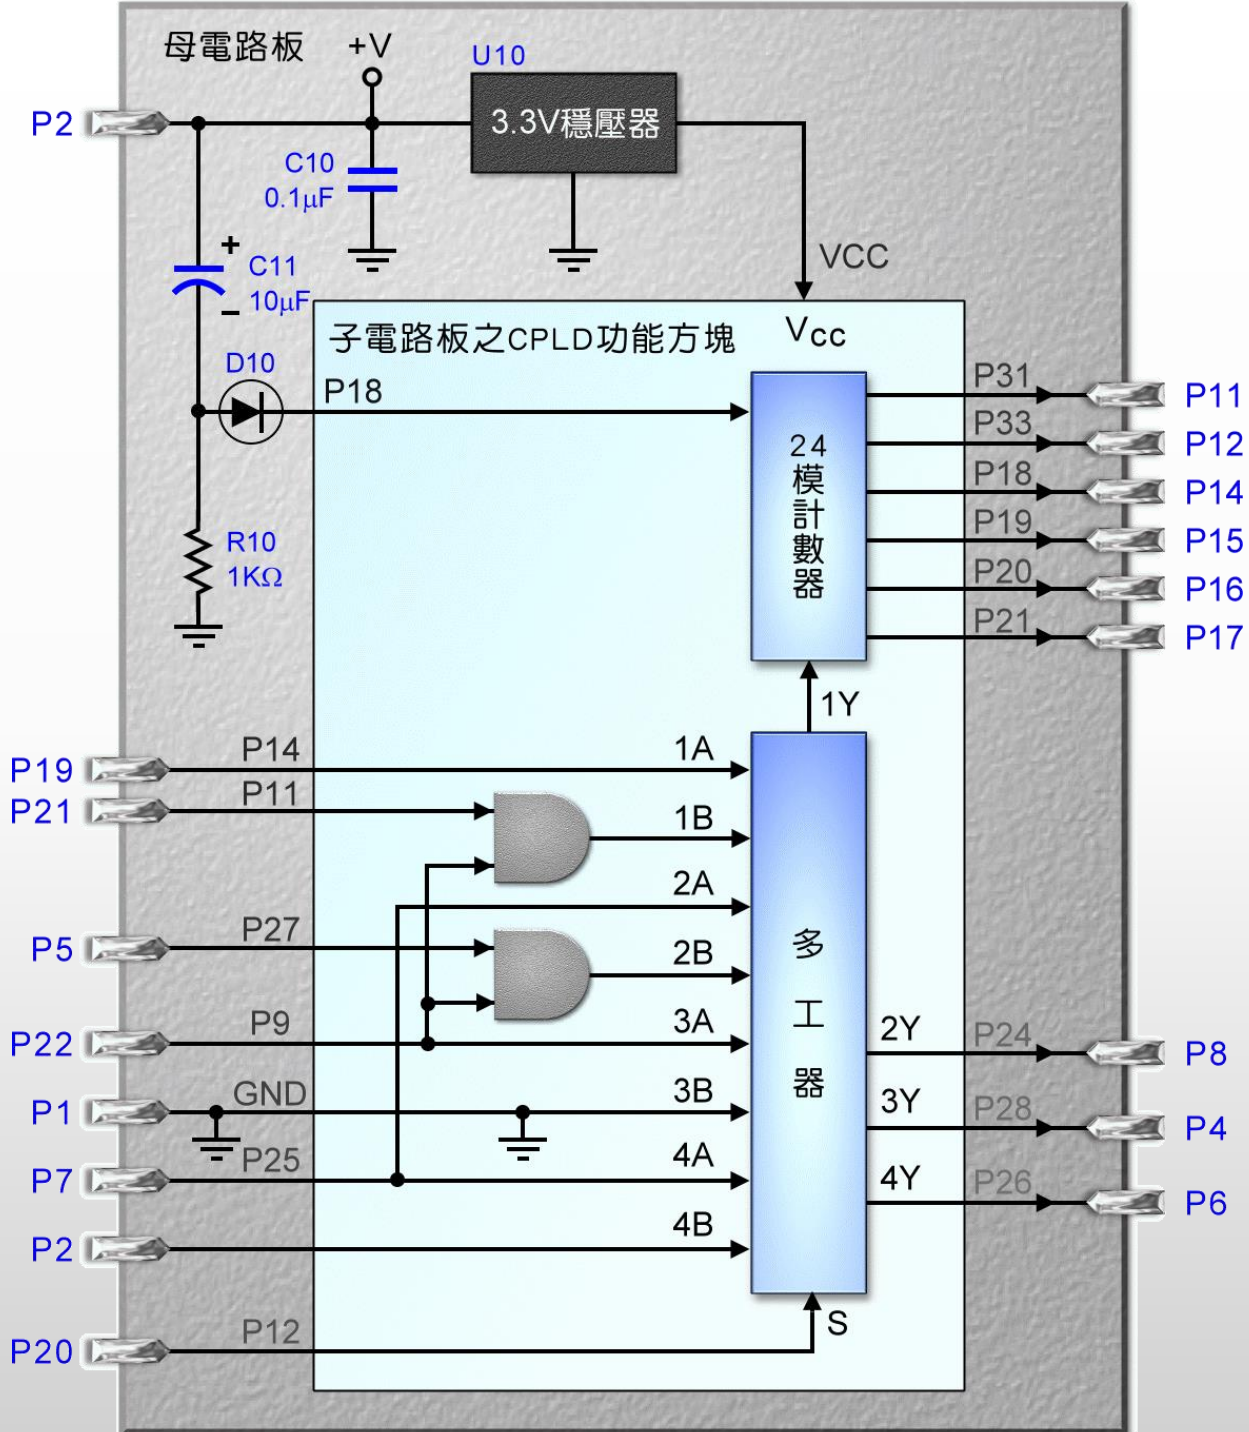 母電路板
+V
U10
P2
3.3V穩壓器
C10
0.1μF
+
C11
10μF
−
VCC
子電路板之CPLD功能方塊
Vcc
D10
P18
P31
P11
P33
P12
24
模
計
數
器
P18
P14
P19
P15
P20
P16
P21
P17
R10
1KΩ
1Y
P19
P14
1A
P21
P11
1B
2A
P5
P27
2B
多
工
器
P22
P9
3A
2Y
P24
P8
P1
GND
3B
3Y
P28
P4
P7
P25
4A
4Y
P26
P6
P2
4B
S
P20
P12